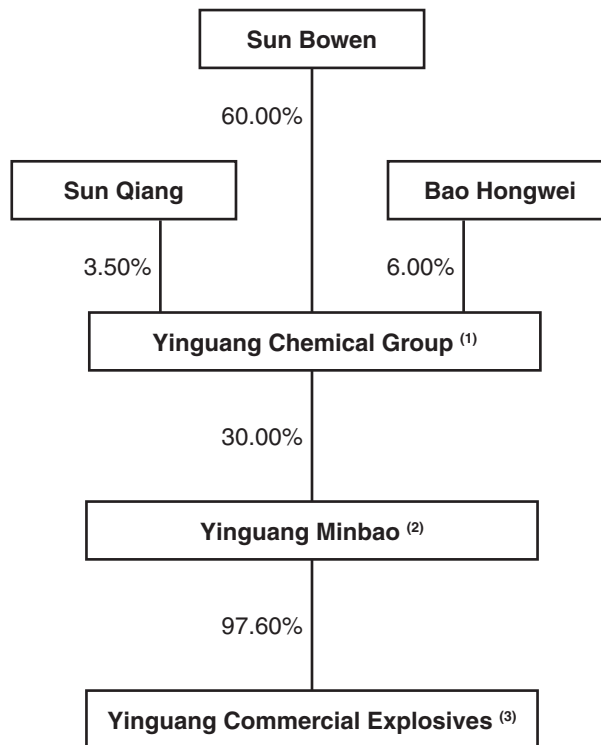 Sun Bowen
60.00%
Sun Qiang
Bao Hongwei
3.50%
6.00%
Yinguang Chemical Group (1)
30.00%
Yinguang Minbao (2)
97.60%
Yinguang Commercial Explosives (3)